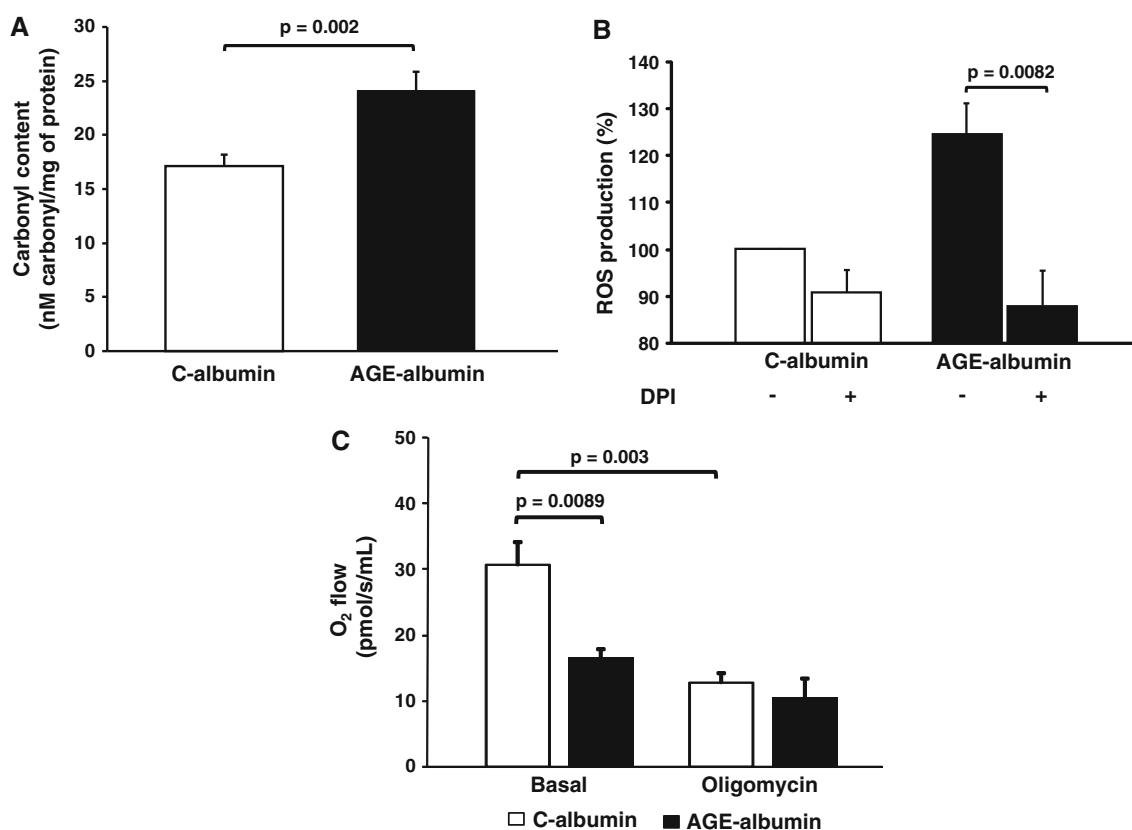 A
Carbonyl content
(nM carbonyl/mg of protein)
30
25
20
15
10
5
0
p = 0.002
C-albumin
AGE-albumin
B
ROS production (%)
140
130
120
110
100
90
80
p = 0.0082
C-albumin
AGE-albumin
DPI - + - +
C
O₂ flow
(pmol/s/mL)
50
40
30
20
10
0
p = 0.003
p = 0.0089
Basal
Oligomycin
C-albumin
AGE-albumin